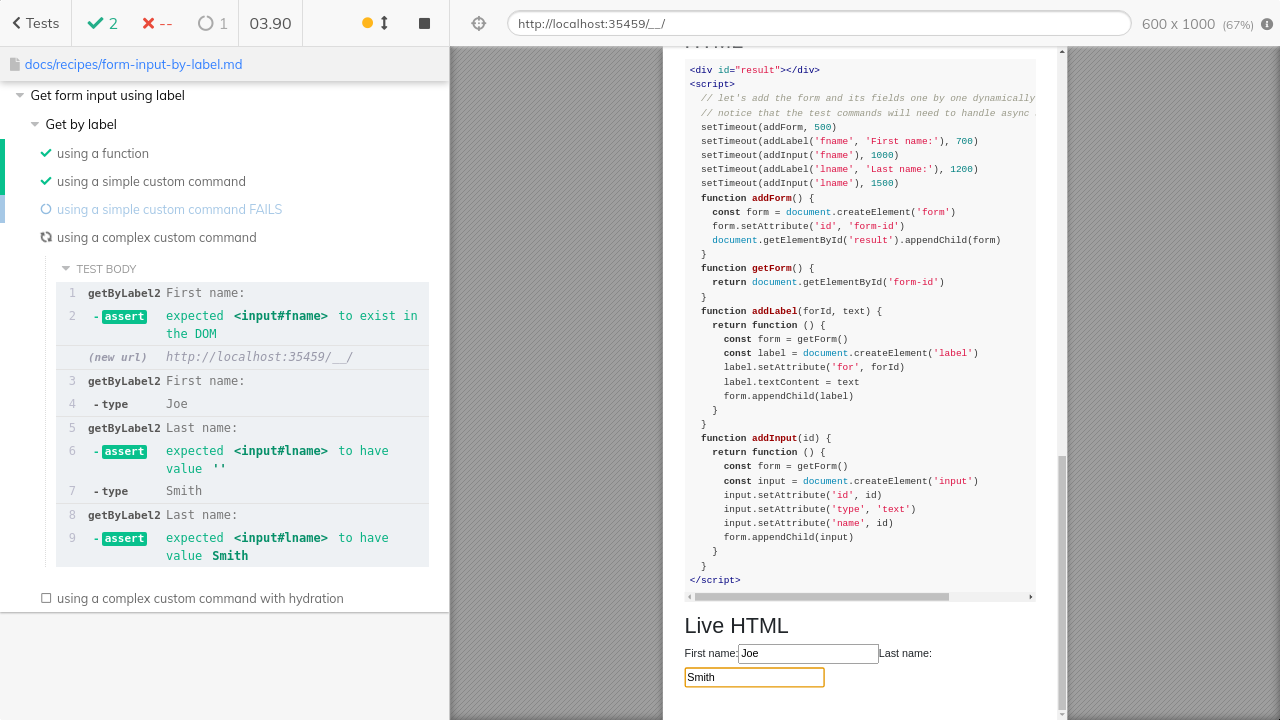 Tests
2
--
1
03.90
http://localhost:35459/__/
600 x 1000 (67%)
docs/recipes/form-input-by-label.md
Get form input using label
Get by label
using a function
using a simple custom command
using a simple custom command FAILS
using a complex custom command
TEST BODY
1 getByLabel2 First name:
2 -assert expected <input#fname> to exist in
the DOM
(new url) http://localhost:35459/__/
3 getByLabel2 First name:
4 -type Joe
5 getByLabel2 Last name:
6 -assert expected <input#lname> to have
value ''
7 -type Smith
8 getByLabel2 Last name:
9 -assert expected <input#lname> to have
value Smith
using a complex custom command with hydration
<div id="result"></div>
<script>
// let's add the form and its fields one by one dynamically
// notice that the test commands will need to handle async
setTimeout(addForm, 500)
setTimeout(addLabel('fname', 'First name:'), 700)
setTimeout(addInput('fname'), 1000)
setTimeout(addLabel('lname', 'Last name:'), 1200)
setTimeout(addInput('lname'), 1500)
function addForm() {
const form = document.createElement('form')
form.setAttribute('id', 'form-id')
document.getElementById('result').appendChild(form)
}
function getForm() {
return document.getElementById('form-id')
}
function addLabel(forId, text) {
return function () {
const form = getForm()
const label = document.createElement('label')
label.setAttribute('for', forId)
label.textContent = text
form.appendChild(label)
}
}
function addInput(id) {
return function () {
const form = getForm()
const input = document.createElement('input')
input.setAttribute('id', id)
input.setAttribute('type', 'text')
input.setAttribute('name', id)
form.appendChild(input)
}
}
</script>
Live HTML
First name: Joe Last name:
Smith